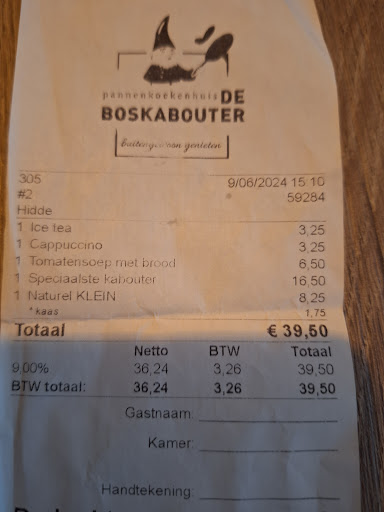 pannenkoekenhuis DE
BOSKABOUTER
buitengewoon genieten
305 9/06/2024 15:10
#2 59284
Hidde
1 Ice tea 3,25
1 Cappuccino 3,25
1 Tomatensoep met brood 6,50
1 Speciaalste kabouter 16,50
1 Naturel KLEIN 8,25
* kaas 1,75
Totaal € 39,50
Netto BTW Totaal
9,00% 36,24 3,26 39,50
BTW totaal: 36,24 3,26 39,50
Gastnaam:
Kamer:
Handtekening: